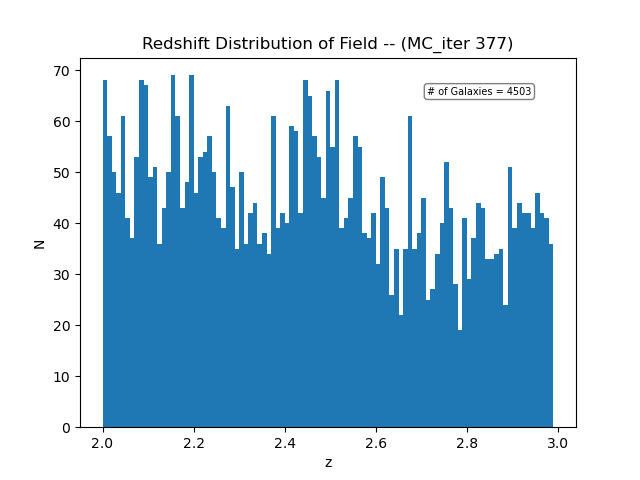 Redshift Distribution of Field -- (MC_iter 377)
# of Galaxies = 4503
70
60
50
40
30
20
10
0
N
2.0 2.2 2.4 2.6 2.8 3.0
z